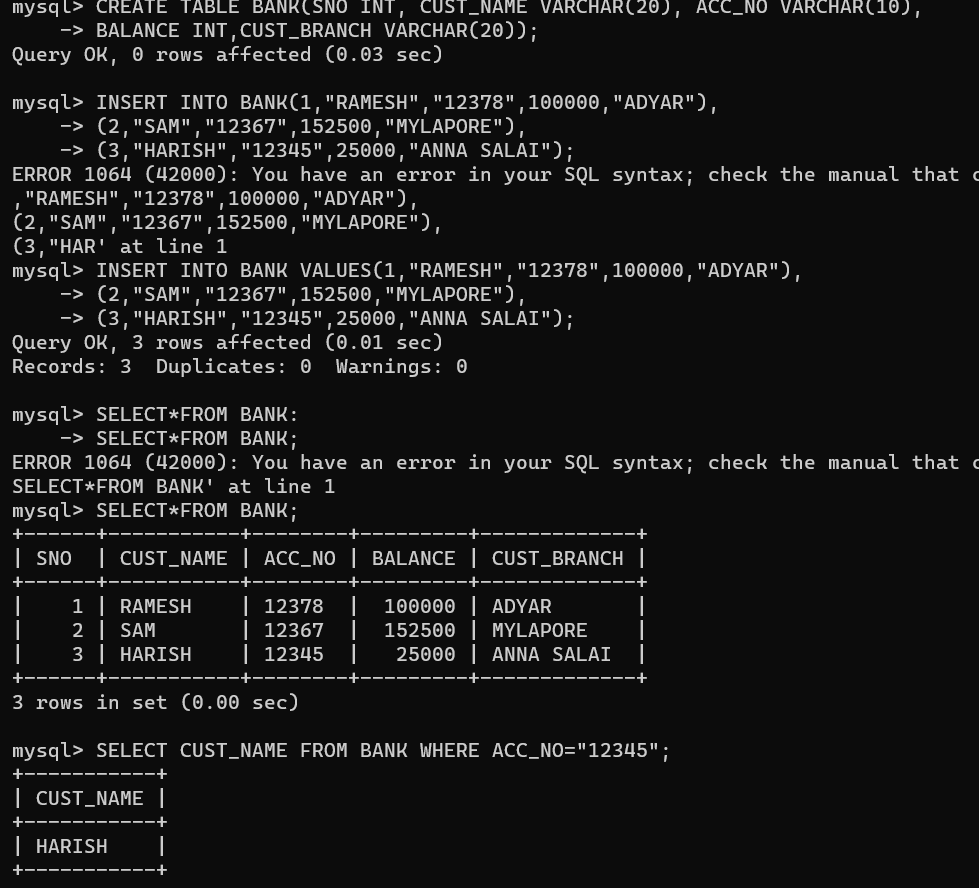 mysql> CREATE TABLE BANK(SNO INT, CUST_NAME VARCHAR(20), ACC_NO VARCHAR(10),
    -> BALANCE INT,CUST_BRANCH VARCHAR(20));
Query OK, 0 rows affected (0.03 sec)

mysql> INSERT INTO BANK(1,"RAMESH","12378",100000,"ADYAR"),
    -> (2,"SAM","12367",152500,"MYLAPORE"),
    -> (3,"HARISH","12345",25000,"ANNA SALAI");
ERROR 1064 (42000): You have an error in your SQL syntax; check the manual that
,"RAMESH","12378",100000,"ADYAR"),
(2,"SAM","12367",152500,"MYLAPORE"),
(3,"HAR' at line 1
mysql> INSERT INTO BANK VALUES(1,"RAMESH","12378",100000,"ADYAR"),
    -> (2,"SAM","12367",152500,"MYLAPORE"),
    -> (3,"HARISH","12345",25000,"ANNA SALAI");
Query OK, 3 rows affected (0.01 sec)
Records: 3  Duplicates: 0  Warnings: 0

mysql> SELECT*FROM BANK:
    -> SELECT*FROM BANK;
ERROR 1064 (42000): You have an error in your SQL syntax; check the manual that
SELECT*FROM BANK' at line 1
mysql> SELECT*FROM BANK;
+------+-----------+--------+---------+-------------+
| SNO  | CUST_NAME | ACC_NO | BALANCE | CUST_BRANCH |
+------+-----------+--------+---------+-------------+
|    1 | RAMESH    | 12378  |  100000 | ADYAR       |
|    2 | SAM       | 12367  |  152500 | MYLAPORE    |
|    3 | HARISH    | 12345  |   25000 | ANNA SALAI  |
+------+-----------+--------+---------+-------------+
3 rows in set (0.00 sec)

mysql> SELECT CUST_NAME FROM BANK WHERE ACC_NO="12345";
+-----------+
| CUST_NAME |
+-----------+
| HARISH    |
+-----------+